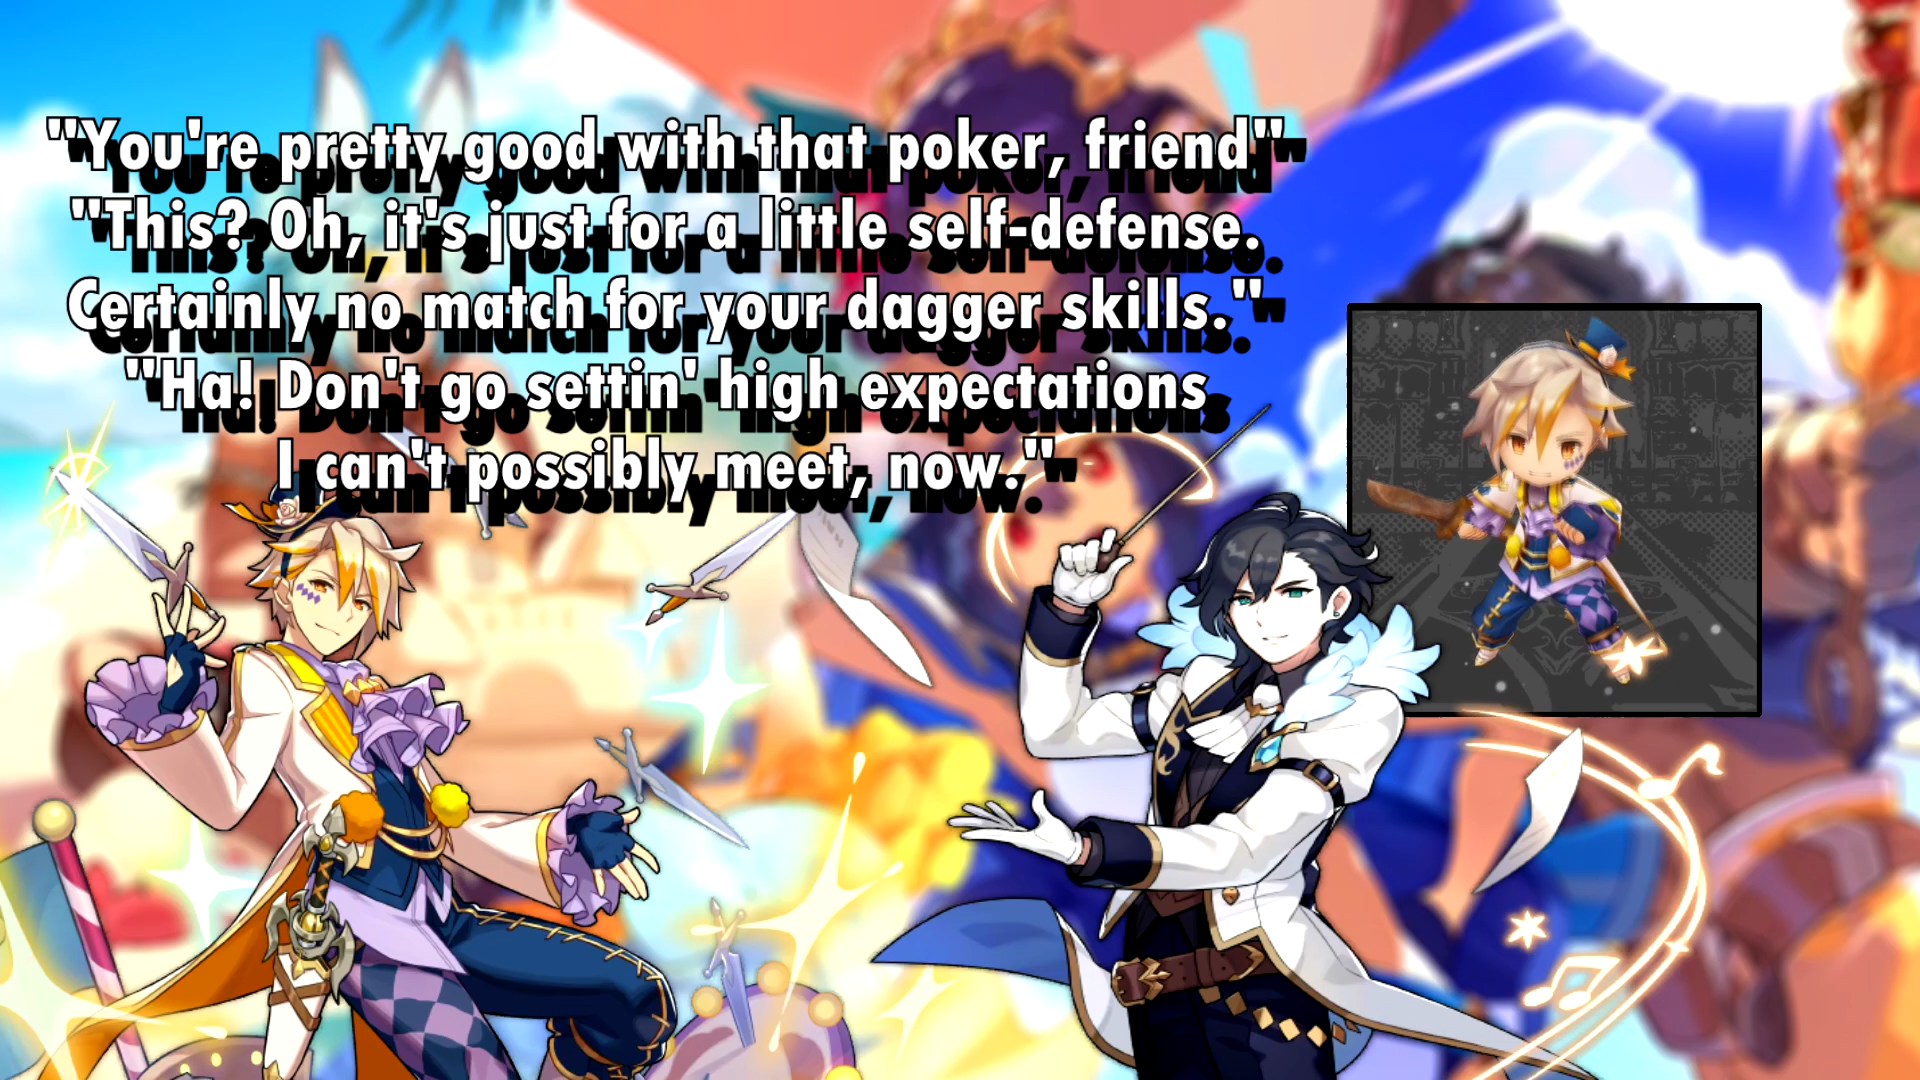 "You're pretty good with that poker, friend"
"This? Oh, it's just for a little self-defense.
Certainly no match for your dagger skills."
"Ha! Don't go settin' high expectations
I can't possibly meet, now."